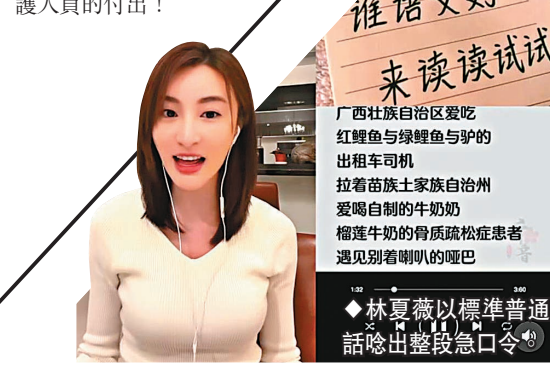 護人員的付出！
来读读试试
广西壮族自治区爱吃
红鲤鱼与绿鲤鱼与驴的
出租车司机
拉着苗族土家族自治州
爱喝自制的牛奶奶
榴莲牛奶的骨质疏松症患者
遇见别着喇叭的哑巴
1:32
3:60
◆林夏薇以標準普通
話唸出整段急口令。